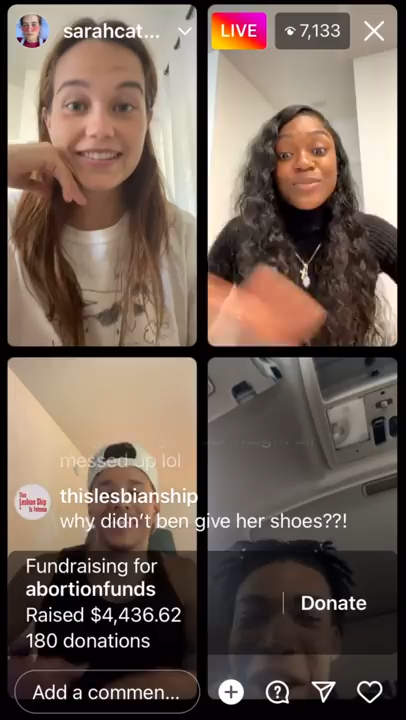 sarahcat...
LIVE
7,133
messed up lol
thislesbianship
why didn't ben give her shoes??!
Fundraising for
abortionfunds
Raised $4,436.62
180 donations
Donate
Add a commen...